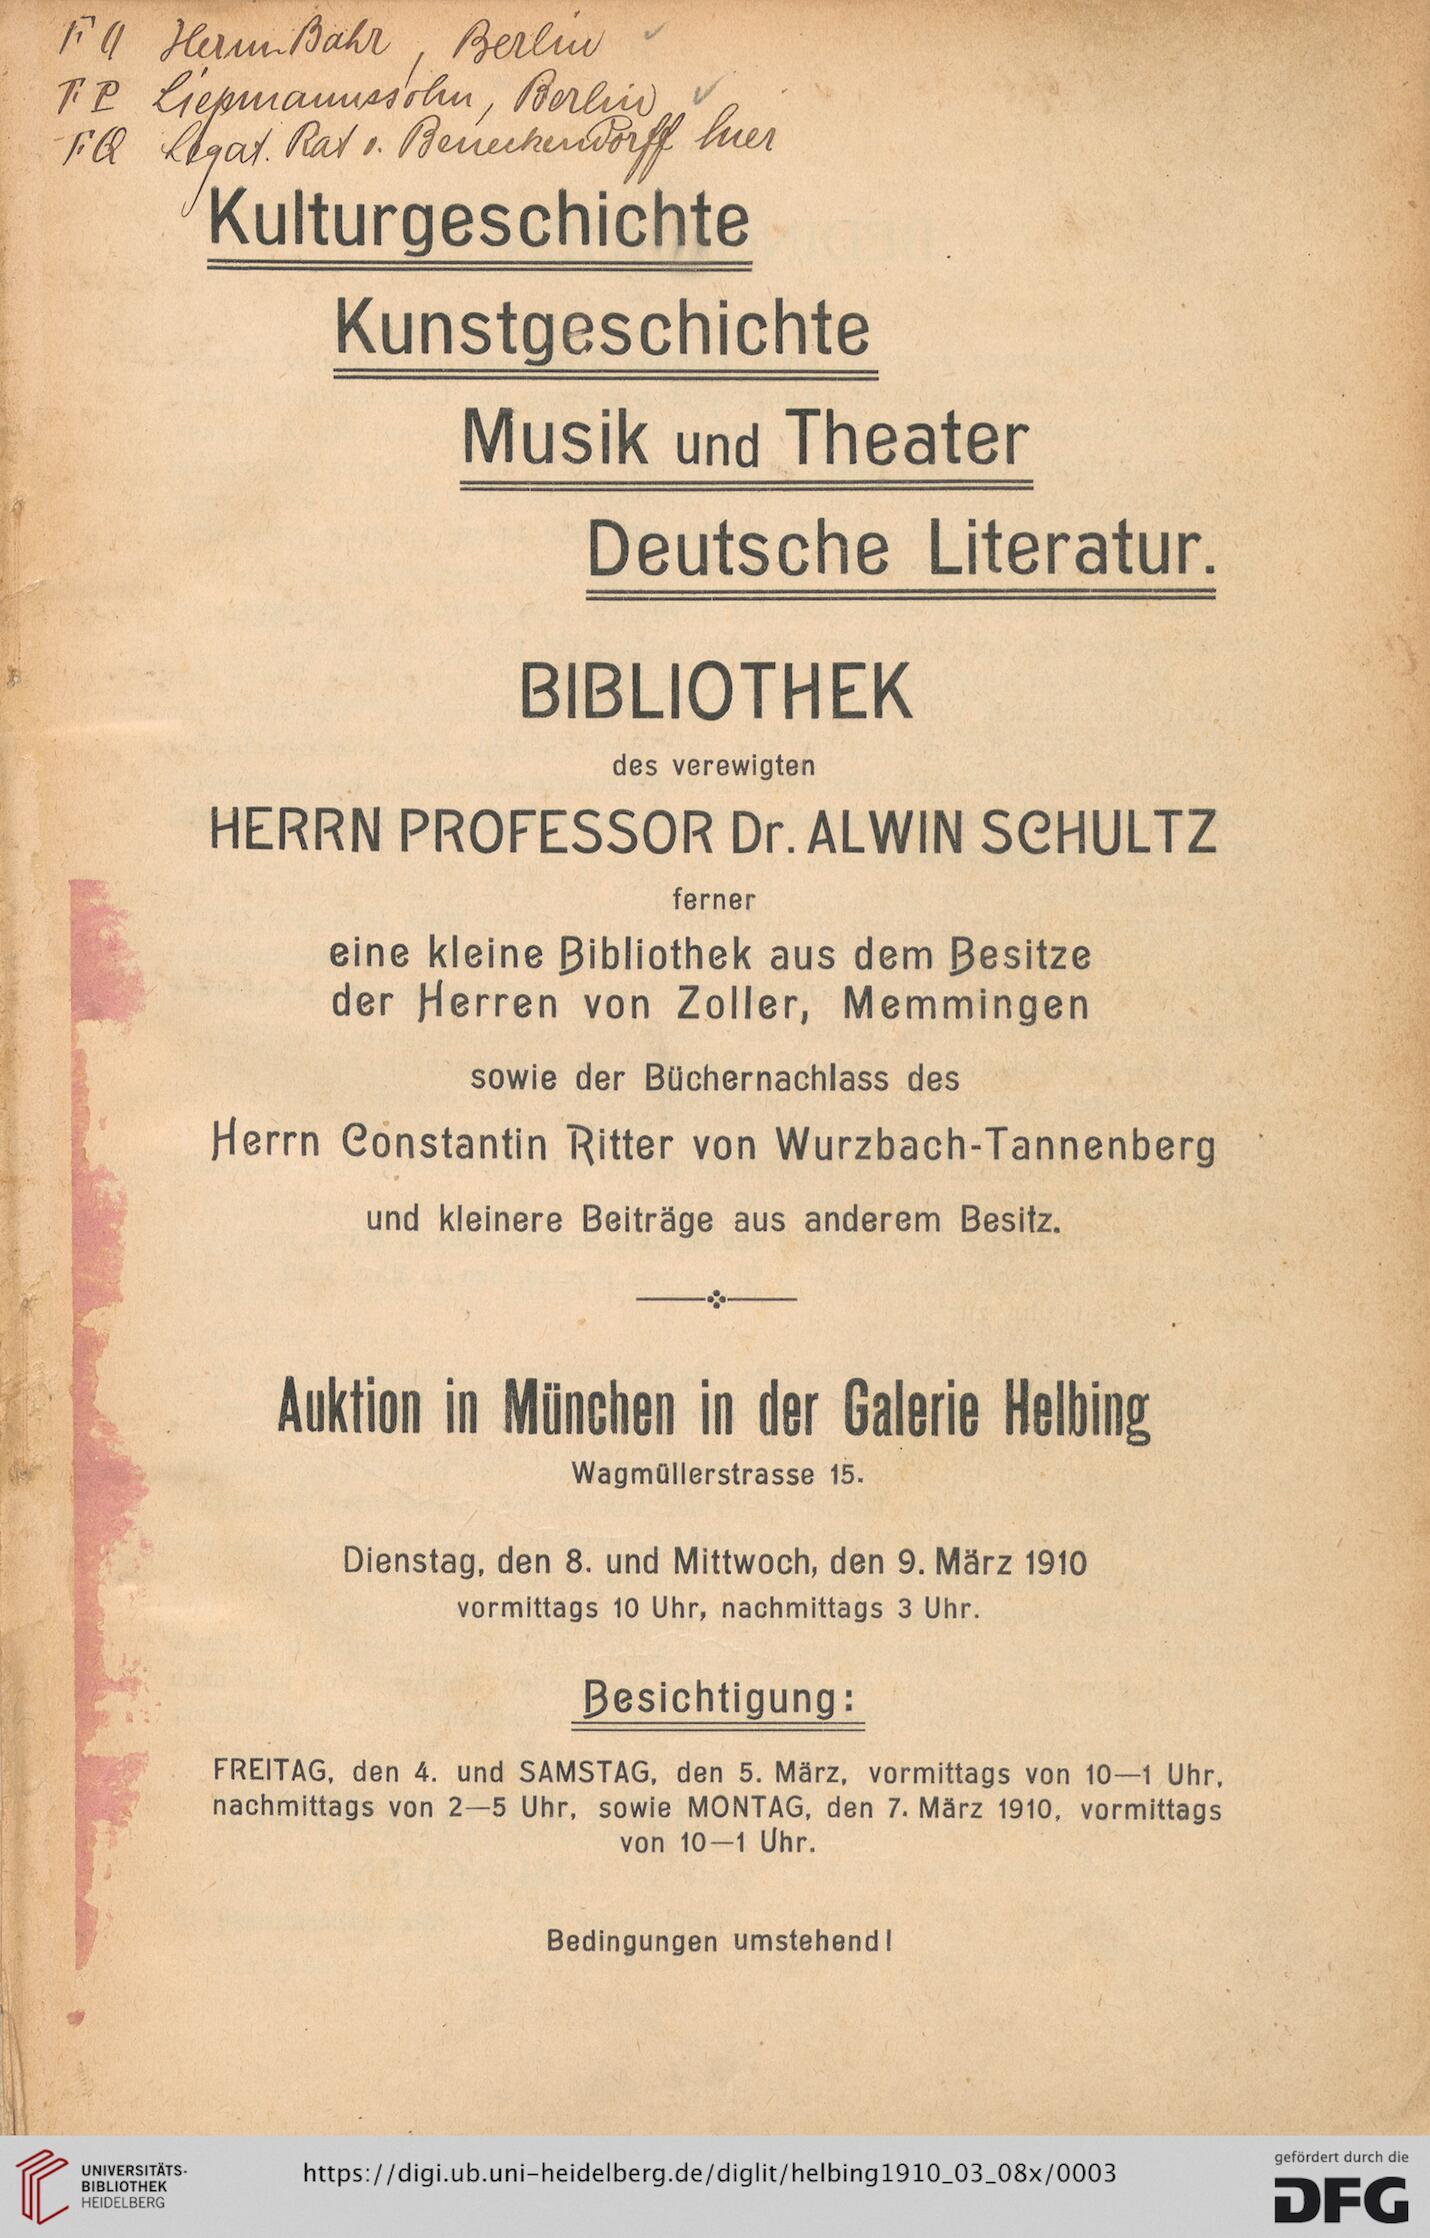 Herm. Bahr, Berlin
Liepmannssohn, Berlin
Legat. Rat v. Beneckendorff hier
Kulturgeschichte
Kunstgeschichte
Musik und Theater
Deutsche Literatur.
BIBLIOTHEK
des verewigten
HERRN PROFESSOR Dr. ALWIN SCHULTZ
ferner
eine kleine Bibliothek aus dem Besitze
der Herren von Zoller, Memmingen
sowie der Büchernachlass des
Herrn Constantin Ritter von Wurzbach-Tannenberg
und kleinere Beiträge aus anderem Besitz.
Auktion in München in der Galerie Helbing
Wagmüllerstrasse 15.
Dienstag, den 8. und Mittwoch, den 9. März 1910
vormittags 10 Uhr, nachmittags 3 Uhr.
Besichtigung:
FREITAG, den 4. und SAMSTAG, den 5. März, vormittags von 10—1 Uhr,
nachmittags von 2—5 Uhr, sowie MONTAG, den 7. März 1910, vormittags
von 10—1 Uhr.
Bedingungen umstehend!
UNIVERSITÄTS-
BIBLIOTHEK
HEIDELBERG
https://digi.ub.uni-heidelberg.de/diglit/helbing1910_03_08x/0003
gefördert durch die
DFG